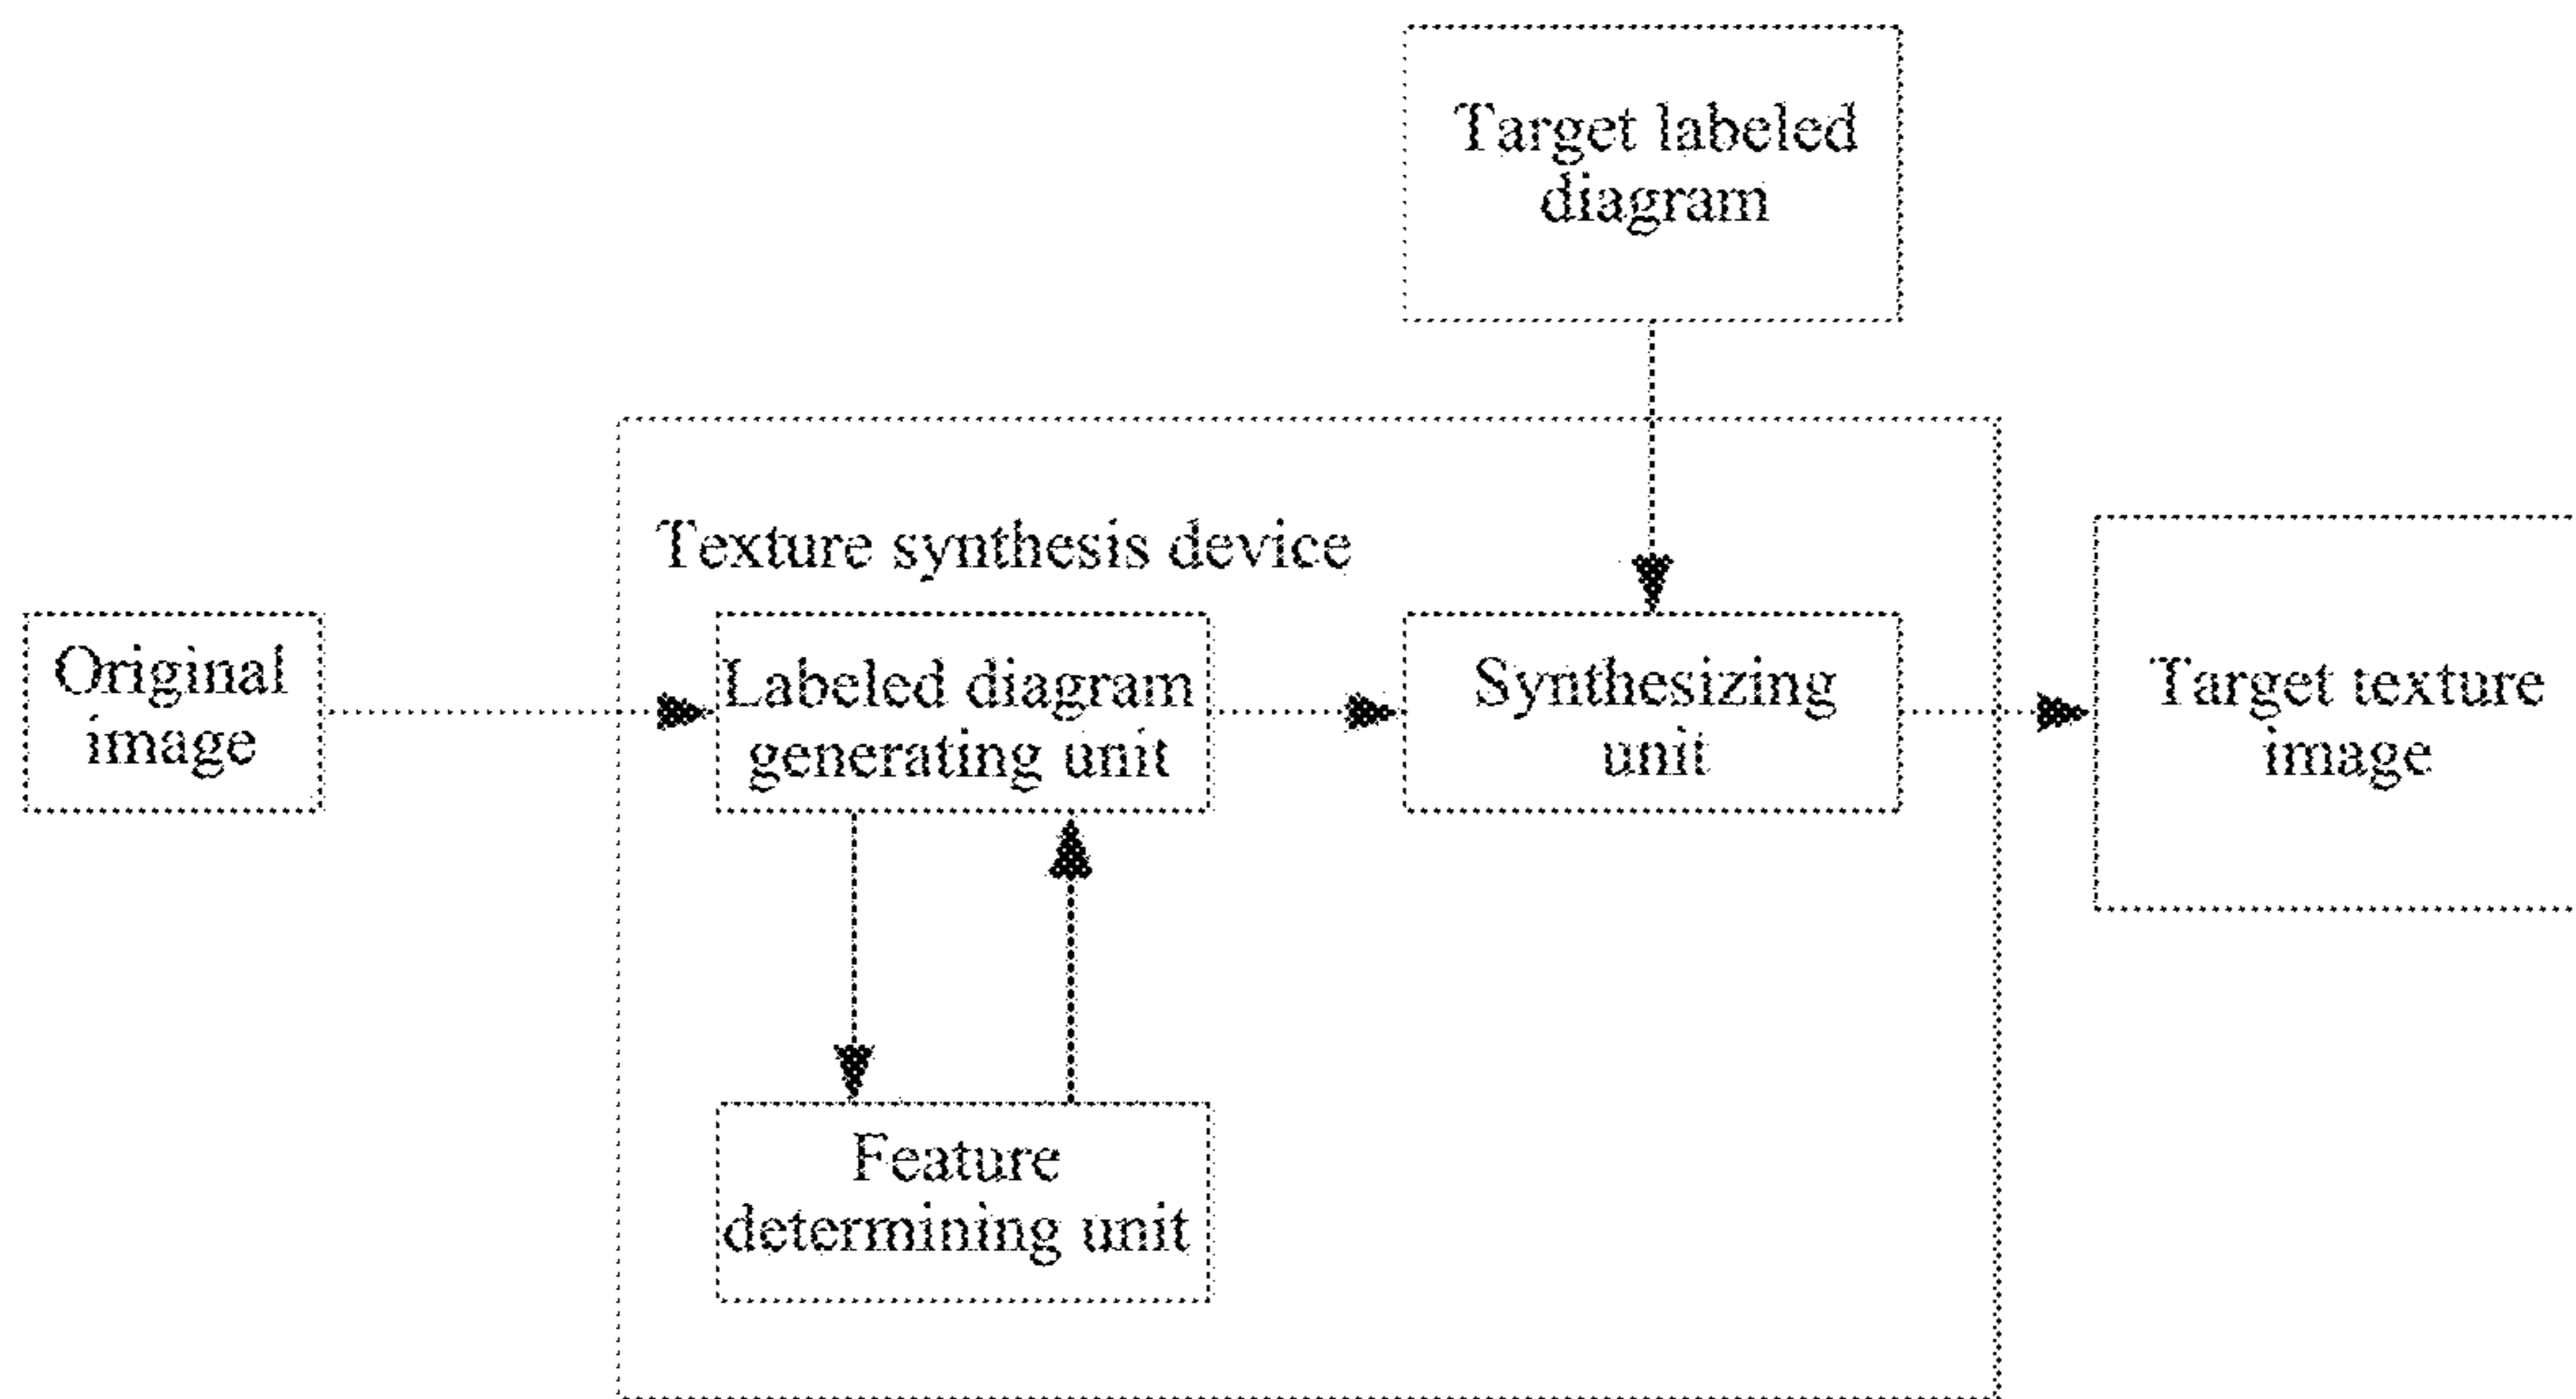 Target labeled
diagram
Texture synthesis device
Original
image
Labeled diagram
generating unit
Synthesizing
unit
Target texture
image
Feature
determining unit